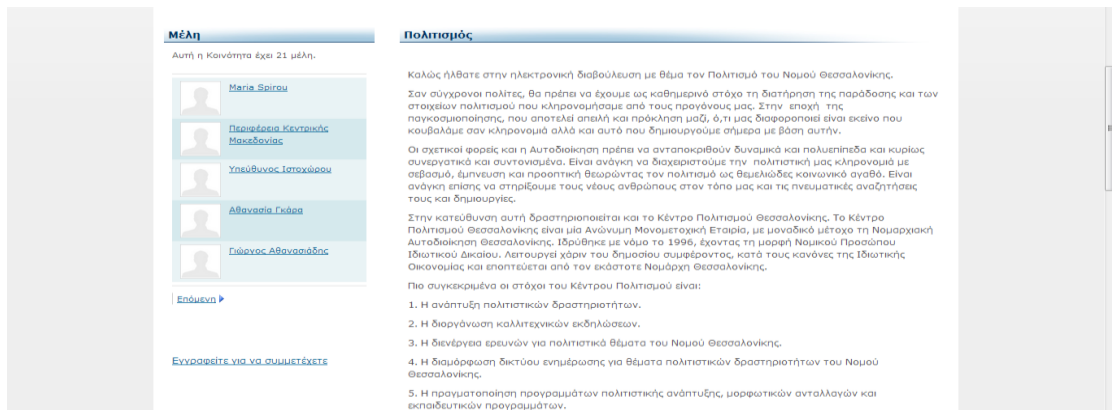 Μέλη
Αυτή η Κοινότητα έχει 21 μέλη.
Maria Spirou
Περιφέρεια Κεντρικής
Μακεδονίας
Υπεύθυνος Ιστοχώρου
Αθανασία Γκάρα
Γιώργος Αθανασιάδης
Επόμενη
Εγγραφείτε για να συμμετέχετε
Πολιτισμός
Καλώς ήλθατε στην ηλεκτρονική διαβούλευση με θέμα τον Πολιτισμό του Νομού Θεσσαλονίκης.
Σαν σύγχρονοι πολίτες, θα πρέπει να έχουμε ως καθημερινό στόχο τη διατήρηση της παράδοσης και των
στοιχείων πολιτισμού που κληρονομήσαμε από τους προγόνους μας. Στην εποχή της
παγκοσμιοποίησης, που αποτελεί απειλή και πρόκληση μαζί, ό,τι μας διαφοροποιεί είναι εκείνο που
κουβαλάμε σαν κληρονομιά αλλά και αυτό που δημιουργούμε σήμερα με βάση αυτήν.
Οι σχετικοί φορείς και η Αυτοδιοίκηση πρέπει να ανταποκριθούν δυναμικά και πολυεπίπεδα και κυρίως
συνεργατικά και συντονισμένα. Είναι ανάγκη να διαχειριστούμε την πολιτιστική μας κληρονομιά με
σεβασμό, έμπνευση και προοπτική θεωρώντας τον πολιτισμό ως θεμελιώδες κοινωνικό αγαθό. Είναι
ανάγκη επίσης να στηρίξουμε τους νέους ανθρώπους στον τόπο μας και τις πνευματικές αναζητήσεις
τους και δημιουργίες.
Στην κατεύθυνση αυτή δραστηριοποιείται και το Κέντρο Πολιτισμού Θεσσαλονίκης. Το Κέντρο
Πολιτισμού Θεσσαλονίκης είναι μία Ανώνυμη Μονομετοχική Εταιρία, με μοναδικό μέτοχο τη Νομαρχιακή
Αυτοδιοίκηση Θεσσαλονίκης. Ιδρύθηκε με νόμο το 1996, έχοντας τη μορφή Νομικού Προσώπου
Ιδιωτικού Δικαίου. Λειτουργεί χάριν του δημοσίου συμφέροντος, κατά τους κανόνες της Ιδιωτικής
Οικονομίας και εποπτεύεται από τον εκάστοτε Νομάρχη Θεσσαλονίκης.
Πιο συγκεκριμένα οι στόχοι του Κέντρου Πολιτισμού είναι:
1. Η ανάπτυξη πολιτιστικών δραστηριοτήτων.
2. Η διοργάνωση καλλιτεχνικών εκδηλώσεων.
3. Η διενέργεια ερευνών για πολιτιστικά θέματα του Νομού Θεσσαλονίκης.
4. Η διαμόρφωση δικτύου ενημέρωσης για θέματα πολιτιστικών δραστηριοτήτων του Νομού
Θεσσαλονίκης.
5. Η πραγματοποίηση προγραμμάτων πολιτιστικής ανάπτυξης, μορφωτικών ανταλλαγών και
εκπαιδευτικών προγραμμάτων.